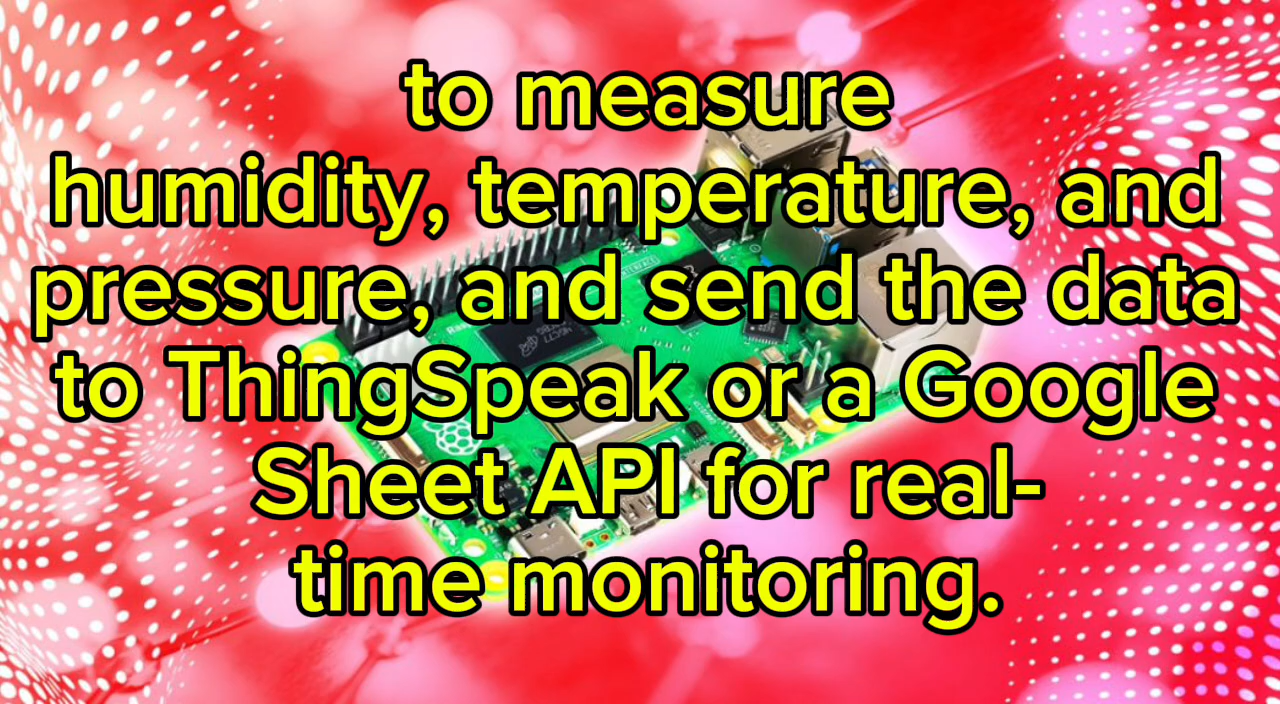 to measure
humidity, temperature, and
pressure, and send the data
to ThingSpeak or a Google
Sheet API for real-
time monitoring.